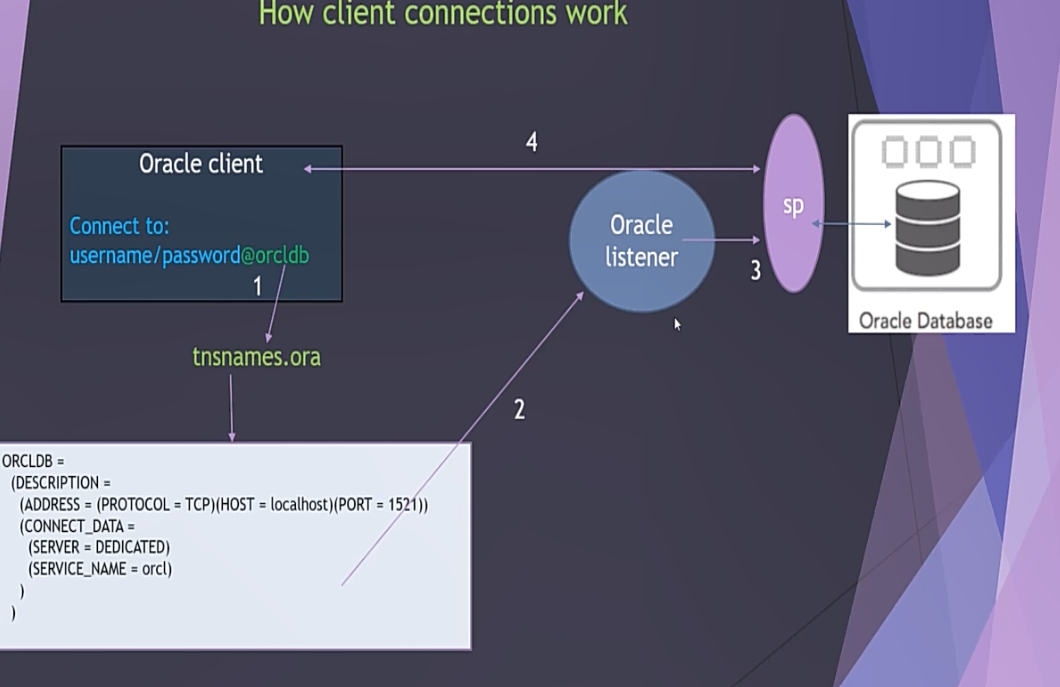 How client connections work
4
Oracle client
Connect to:
username/password@orcldb
1
tnsnames.ora
Oracle
listener
sp
3
Oracle Database
2
ORCLDB =
(DESCRIPTION =
(ADDRESS = (PROTOCOL = TCP)(HOST = localhost)(PORT = 1521))
(CONNECT_DATA =
(SERVER = DEDICATED)
(SERVICE_NAME = orcl)
)
)